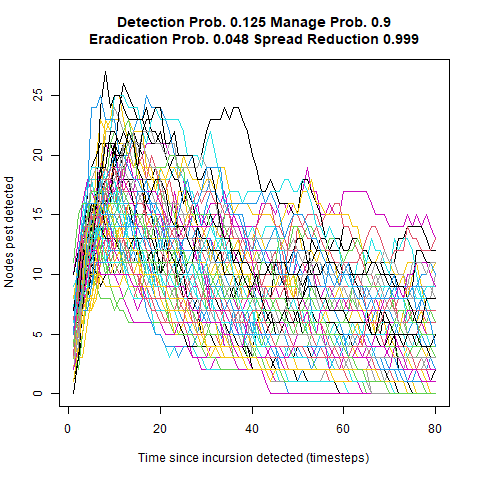 Detection Prob. 0.125 Manage Prob. 0.9
Eradication Prob. 0.048 Spread Reduction 0.999
Nodes pest detected
25
20
15
10
5
0
0 20 40 60 80
Time since incursion detected (timesteps)